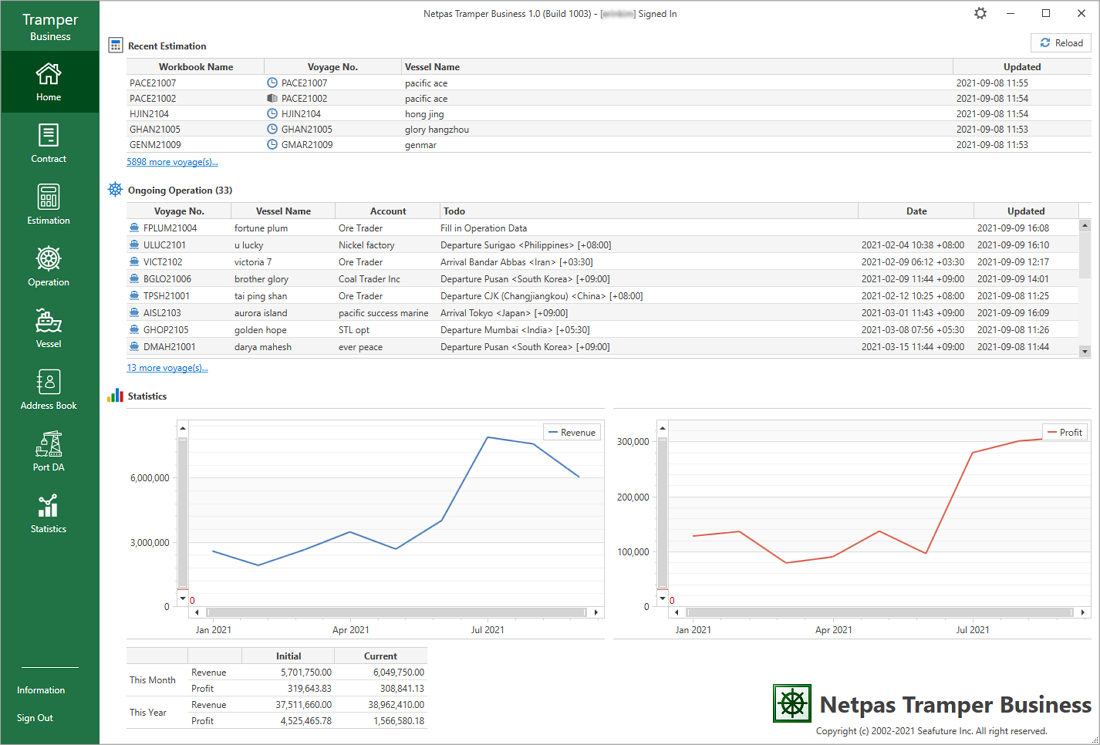 Tramper
Business
Home
Contract
Estimation
Operation
Vessel
Address Book
Port DA
Statistics
Information
Sign Out
Netpas Tramper Business 1.0 (Build 1003) - [] Signed In
Recent Estimation
Reload
Workbook Name Voyage No. Vessel Name Updated
PACE21007 PACE21007 pacific ace 2021-09-08 11:55
PACE21002 PACE21002 pacific ace 2021-09-08 11:54
HJIN2104 HJIN2104 hong jing 2021-09-08 11:54
GHAN21005 GHAN21005 glory hangzhou 2021-09-08 11:53
GENM21009 GMAR21009 genmar 2021-09-08 11:53
5898 more voyage(s)...
Ongoing Operation (33)
Voyage No. Vessel Name Account Todo Date Updated
FPLUM21004 fortune plum Ore Trader Fill in Operation Data 2021-09-09 16:08
ULUC2101 u lucky Nickel factory Departure Surigao <Philippines> [+08:00] 2021-02-04 10:38 +08:00 2021-09-09 16:10
VICT2102 victoria 7 Ore Trader Arrival Bandar Abbas <Iran> [+03:30] 2021-02-09 06:12 +03:30 2021-09-09 12:17
BGLO21006 brother glory Coal Trader Inc Departure Pusan <South Korea> [+09:00] 2021-02-09 11:44 +09:00 2021-09-09 14:01
TPSH21001 tai ping shan Ore Trader Departure CJK (Changjiangkou) <China> [+08:00] 2021-02-12 10:25 +08:00 2021-09-08 11:25
AISL2103 aurora island pacific success marine Arrival Tokyo <Japan> [+09:00] 2021-03-01 11:43 +09:00 2021-09-09 16:09
GHOP2105 golden hope STL opt Departure Mumbai <India> [+05:30] 2021-03-08 07:56 +05:30 2021-09-08 11:26
DMAH21001 darya mahesh ever peace Departure Pusan <South Korea> [+09:00] 2021-03-15 11:44 +09:00 2021-09-08 11:44
13 more voyage(s)...
Statistics
Revenue
6,000,000
3,000,000
0
0
Jan 2021 Apr 2021 Jul 2021
Profit
300,000
200,000
100,000
0
0
Jan 2021 Apr 2021 Jul 2021
Initial Current
This Month
Revenue 5,701,750.00 6,049,750.00
Profit 319,643.83 308,841.13
This Year
Revenue 37,511,660.00 38,962,410.00
Profit 4,525,465.78 1,566,580.18
Netpas Tramper Business
Copyright (c) 2002-2021 Seafuture Inc. All right reserved.